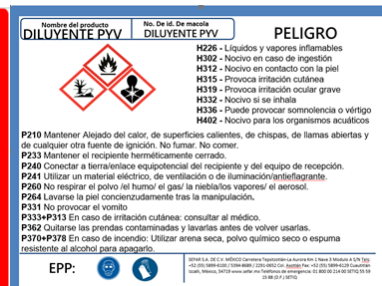 Nombre del producto
DILUYENTE PYV
No. De id. De macola
DILUYENTE PYV
PELIGRO
H226 - Líquidos y vapores inflamables
H302 - Nocivo en caso de ingestión
H312 - Nocivo en contacto con la piel
H315 - Provoca irritación cutánea
H319 - Provoca irritación ocular grave
H332 - Nocivo si se inhala
H336 - Puede provocar somnolencia o vértigo
H402 - Nocivo para los organismos acuáticos
P210 Mantener Alejado del calor, de superficies calientes, de chispas, de llamas abiertas y
de cualquier otra fuente de ignición. No fumar. No comer.
P233 Mantener el recipiente herméticamente cerrado.
P240 Conectar a tierra/enlace equipotencial del recipiente y del equipo de recepción.
P241 Utilizar un material eléctrico, de ventilación o de iluminación/antieflagrante.
P260 No respirar el polvo /el humo/ el gas/ la niebla/los vapores/ el aerosol.
P264 Lavarse la piel concienzudamente tras la manipulación.
P331 No provocar el vomito
P333+P313 En caso de irritación cutánea: consultar al médico.
P362 Quitarse las prendas contaminadas y lavarlas antes de volver usarlas.
P370+P378 En caso de incendio: Utilizar arena seca, polvo químico seco o espuma
resistente al alcohol para apagarlo.
EPP: